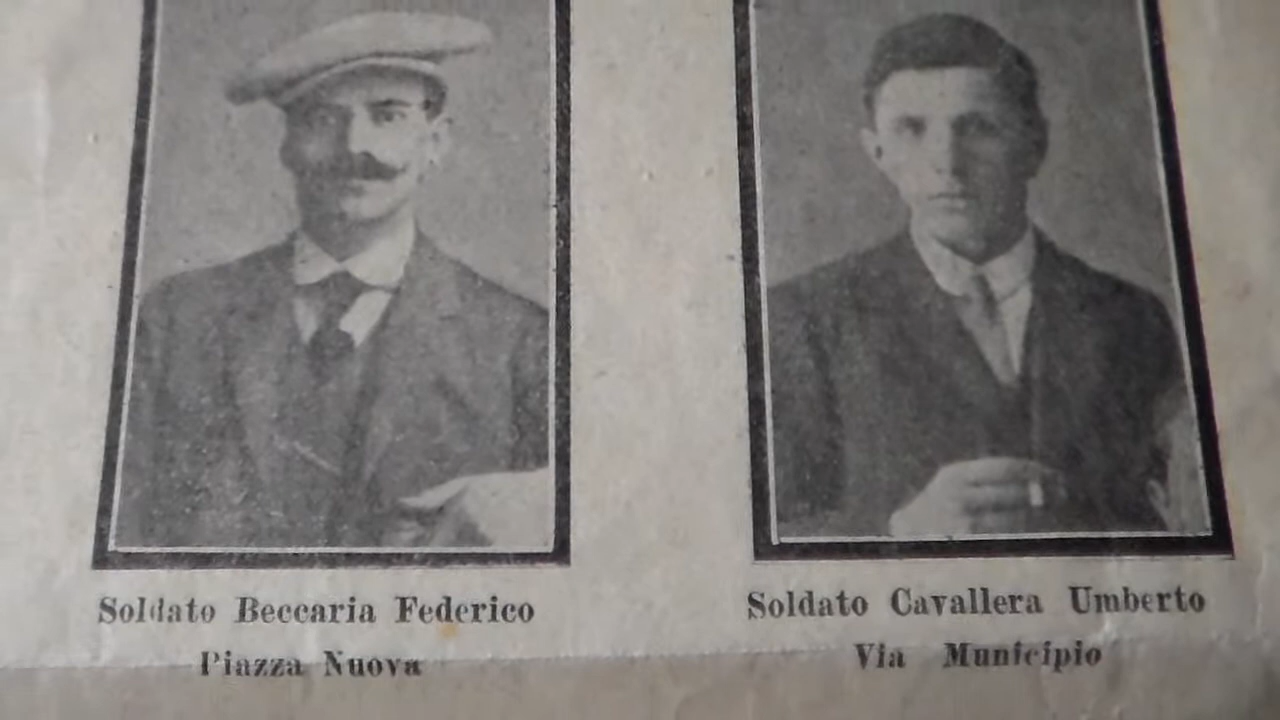 Soldato Beccaria Federico
Piazza Nuova
Soldato Cavallera Umberto
Via Municipio